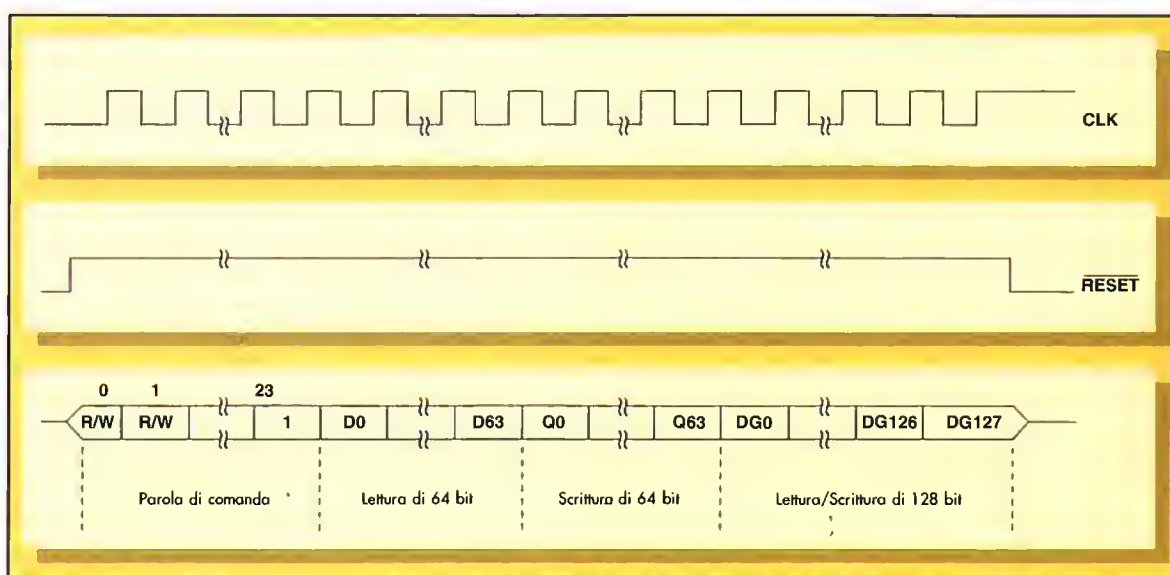 CLK
RESET
0 1 23
R/W R/W 1 D0 D63 Q0 Q63 DG0 DG126 DG127
Parola di comanda Lettura di 64 bit Scrittura di 64 bit Lettura/Scrittura di 128 bit